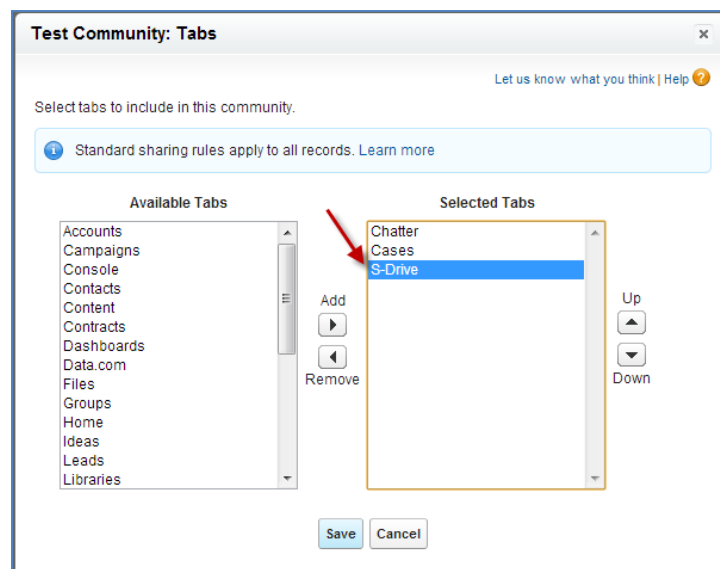 Test Community: Tabs
Let us know what you think | Help
Select tabs to include in this community.
Standard sharing rules apply to all records. Learn more
Available Tabs
Accounts
Campaigns
Console
Contacts
Content
Contracts
Dashboards
Data.com
Files
Groups
Home
Ideas
Leads
Libraries
Add
Remove
Selected Tabs
Chatter
Cases
S-Drive
Up
Down
Save
Cancel